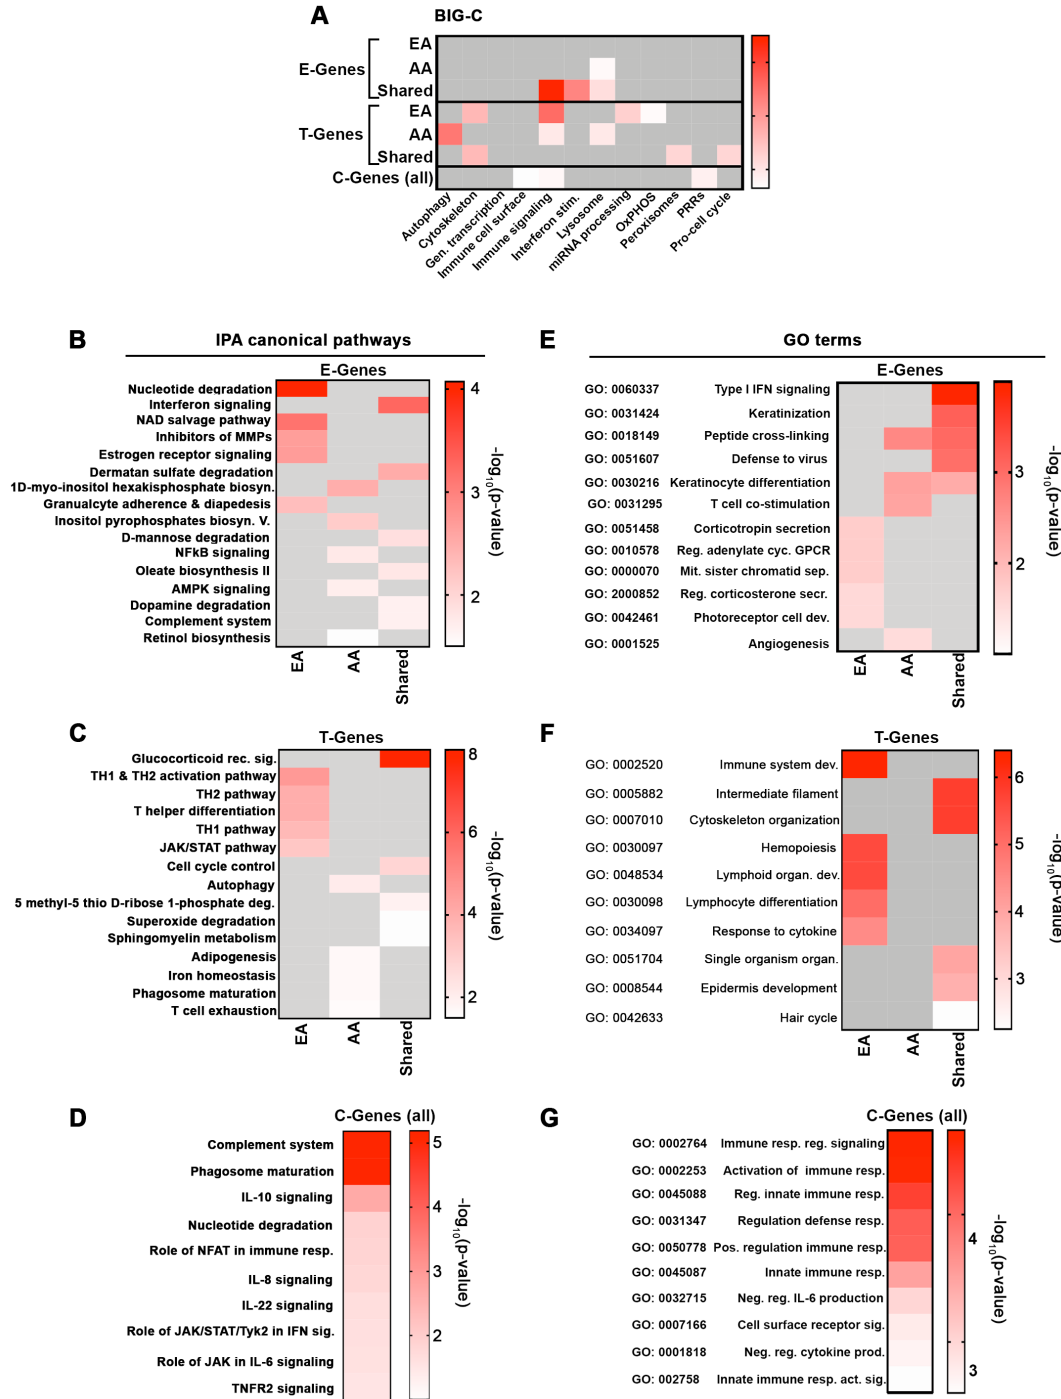 A
BIG-C
E-Genes
EA
AA
Shared
T-Genes
EA
AA
Shared
C-Genes (all)
Autophagy
Cytoskeleton
Gen. transcription
Immune cell surface
Immune signaling
Interferon stim.
Lysosome
miRNA processing
OxPHOS
Peroxisomes
PRRs
Pro-cell cycle
B
IPA canonical pathways
E-Genes
Nucleotide degradation
Interferon signaling
NAD salvage pathway
Inhibitors of MMPs
Estrogen receptor signaling
Dermatan sulfate degradation
1D-myo-inositol hexakisphosphate biosyn.
Granualcyte adherence & diapedesis
Inositol pyrophosphates biosyn. V.
D-mannose degradation
NFkB signaling
Oleate biosynthesis II
AMPK signaling
Dopamine degradation
Complement system
Retinol biosynthesis
EA
AA
Shared
4
3
2
-log10(p-value)
E
GO terms
E-Genes
GO: 0060337 Type I IFN signaling
GO: 0031424 Keratinization
GO: 0018149 Peptide cross-linking
GO: 0051607 Defense to virus
GO: 0030216 Keratinocyte differentiation
GO: 0031295 T cell co-stimulation
GO: 0051458 Corticotropin secretion
GO: 0010578 Reg. adenylate cyc. GPCR
GO: 0000070 Mit. sister chromatid sep.
GO: 2000852 Reg. corticosterone secr.
GO: 0042461 Photoreceptor cell dev.
GO: 0001525 Angiogenesis
EA
AA
Shared
3
2
-log10(p-value)
C
T-Genes
Glucocorticoid rec. sig.
TH1 & TH2 activation pathway
TH2 pathway
T helper differentiation
TH1 pathway
JAK/STAT pathway
Cell cycle control
Autophagy
5 methyl-5 thio D-ribose 1-phosphate deg.
Superoxide degradation
Sphingomyelin metabolism
Adipogenesis
Iron homeostasis
Phagosome maturation
T cell exhaustion
EA
AA
Shared
8
6
4
2
-log10(p-value)
F
T-Genes
GO: 0002520 Immune system dev.
GO: 0005882 Intermediate filament
GO: 0007010 Cytoskeleton organization
GO: 0030097 Hemopoiesis
GO: 0048534 Lymphoid organ. dev.
GO: 0030098 Lymphocyte differentiation
GO: 0034097 Response to cytokine
GO: 0051704 Single organism organ.
GO: 0008544 Epidermis development
GO: 0042633 Hair cycle
EA
AA
Shared
6
5
4
3
-log10(p-value)
D
C-Genes (all)
Complement system
Phagosome maturation
IL-10 signaling
Nucleotide degradation
Role of NFAT in immune resp.
IL-8 signaling
IL-22 signaling
Role of JAK/STAT/Tyk2 in IFN sig.
Role of JAK in IL-6 signaling
TNFR2 signaling
5
4
3
2
-log10(p-value)
G
C-Genes (all)
GO: 0002764 Immune resp. reg. signaling
GO: 0002253 Activation of immune resp.
GO: 0045088 Reg. innate immune resp.
GO: 0031347 Regulation defense resp.
GO: 0050778 Pos. regulation immune resp.
GO: 0045087 Innate immune resp.
GO: 0032715 Neg. reg. IL-6 production
GO: 0007166 Cell surface receptor sig.
GO: 0001818 Neg. reg. cytokine prod.
GO: 002758 Innate immune resp. act. sig.
4
3
-log10(p-value)